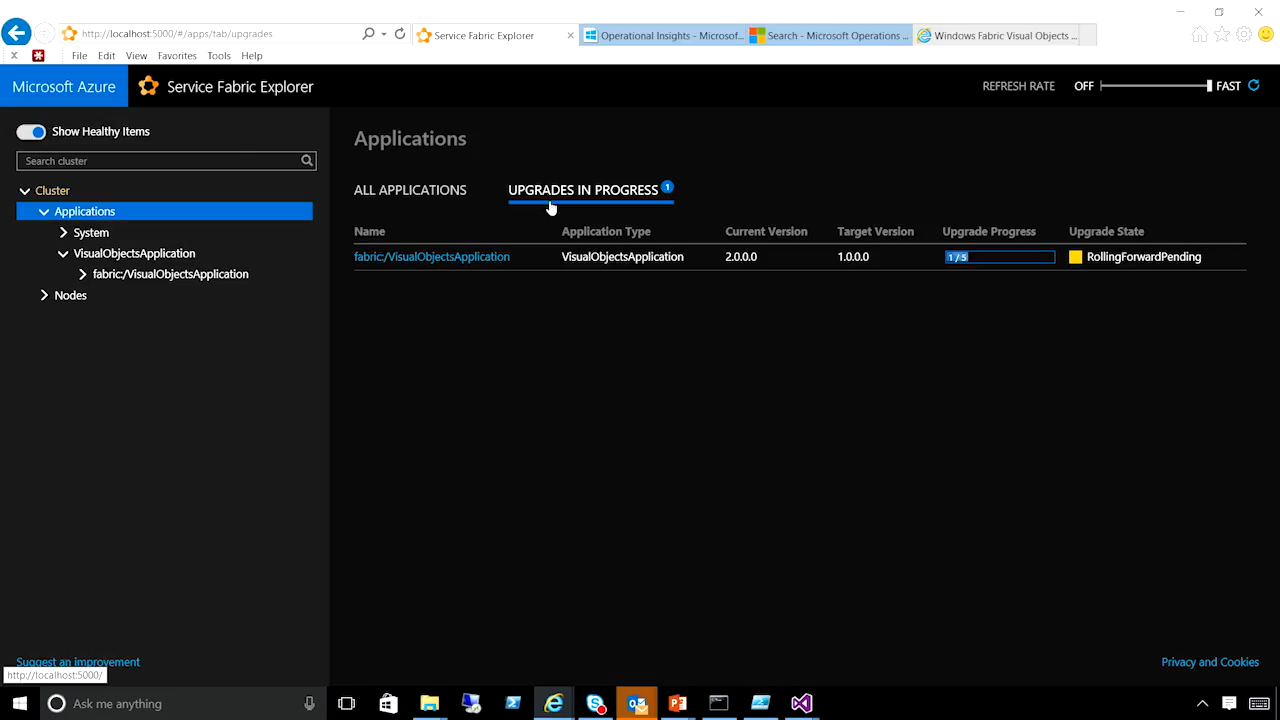 http://localhost:5000/#/apps/tab/upgrades
Service Fabric Explorer
Operational Insights - Microsof...
Search - Microsoft Operations ...
Windows Fabric Visual Objects ...
File Edit View Favorites Tools Help
Microsoft Azure
Service Fabric Explorer
REFRESH RATE OFF FAST
Show Healthy Items
Search cluster
Cluster
Applications
System
VisualObjectsApplication
fabric:/VisualObjectsApplication
Nodes
Applications
ALL APPLICATIONS UPGRADES IN PROGRESS 1
Name Application Type Current Version Target Version Upgrade Progress Upgrade State
fabric:/VisualObjectsApplication VisualObjectsApplication 2.0.0.0 1.0.0.0 1 / 5 RollingForwardPending
Suggest an improvement
Privacy and Cookies
http://localhost:5000/
Ask me anything